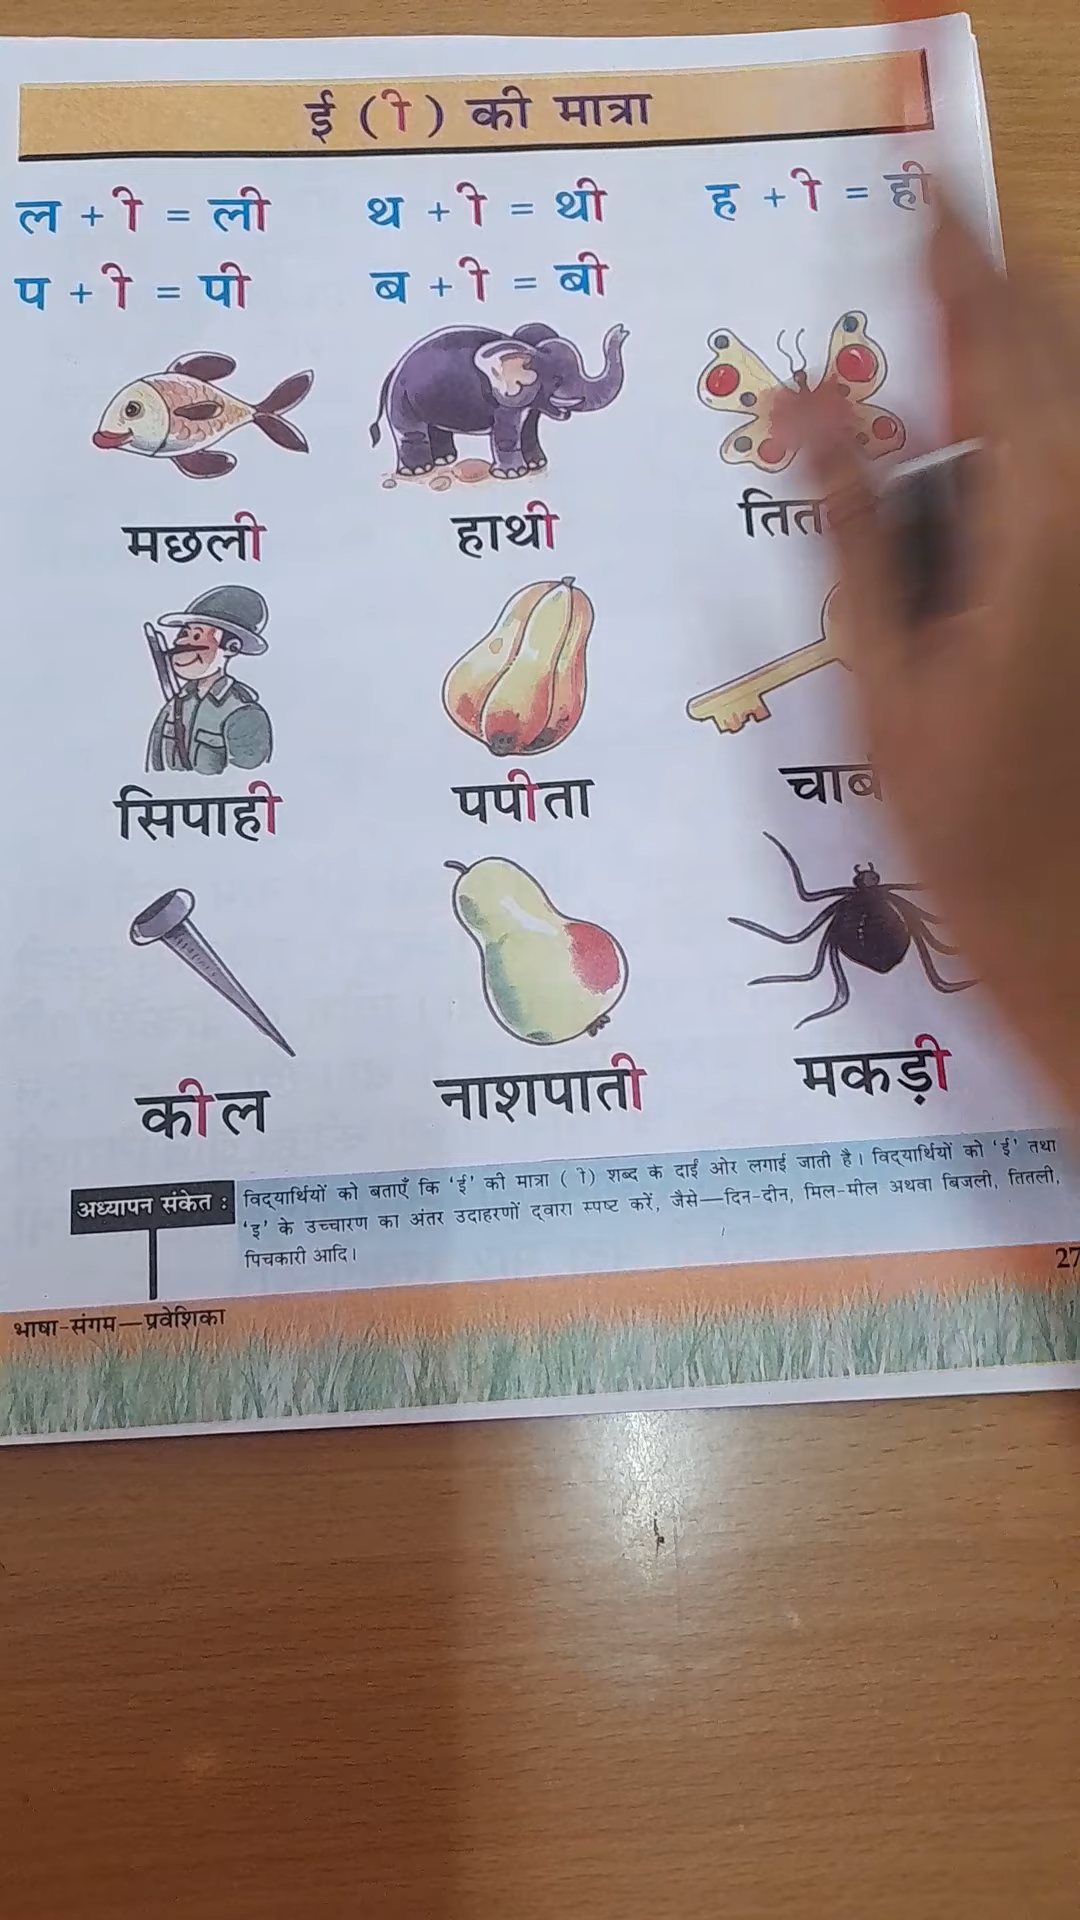 ई (ी) की मात्रा
ल + ी = ली थ + ी = थी ह + ी = ही
प + ी = पी ब + ी = बी
मछली हाथी
सिपाही पपीता
कील नाशपाती मकड़ी
अध्यापन संकेत : विद्यार्थियों को बताएँ कि 'ई' की मात्रा ( ी) शब्द के दाईं ओर लगाई जाती है। विद्यार्थियों को 'ई' तथा
'इ' के उच्चारण का अंतर उदाहरणों द्वारा स्पष्ट करें, जैसे—दिन-दीन, मिल-मील अथवा बिजली, तितली,
पिचकारी आदि।
27
भाषा-संगम—प्रवेशिका